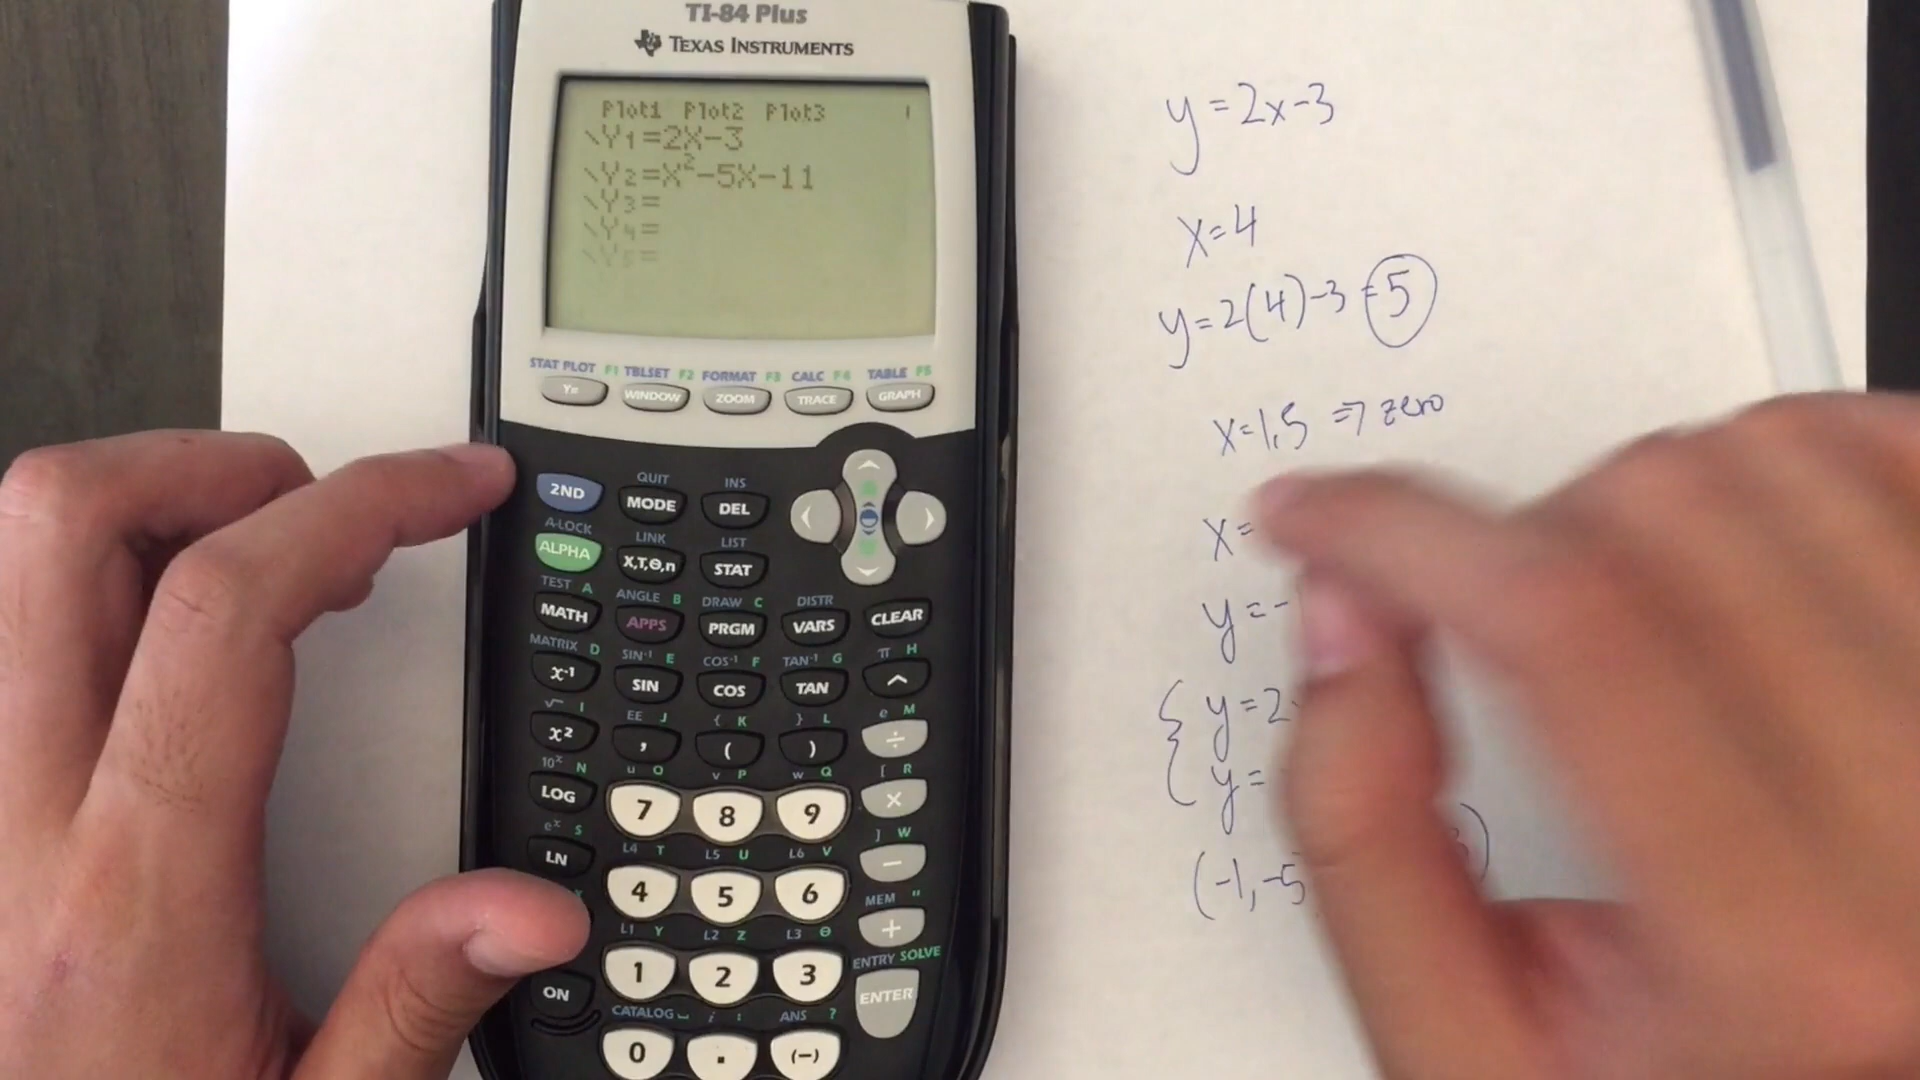 TI-84 Plus
TEXAS INSTRUMENTS
Plot1 Plot2 Plot3
\Y1=2X-3
\Y2=X²-5X-11
\Y3=
\Y4=
\Y5=
STAT PLOT F1 TBLSET F2 FORMAT F3 CALC F4 TABLE F5
Y= WINDOW ZOOM TRACE GRAPH
QUIT INS
2ND MODE DEL
A-LOCK LINK LIST
ALPHA X,T,Θ,n STAT
TEST A ANGLE B DRAW C DISTR
MATH APPS PRGM VARS CLEAR
MATRIX D SIN⁻¹ E COS⁻¹ F TAN⁻¹ G π H
x⁻¹ SIN COS TAN ^
√‾ I EE J { K } L e M
x² , ( ) ÷
10ˣ N u O v P w Q [ R
LOG 7 8 9 ×
eˣ S L4 T L5 U L6 V ] W
LN 4 5 6 −
L1 Y L2 Z L3 Θ MEM "
1 2 3 +
ENTRY SOLVE
ON ENTER
CATALOG ⎵ i : ANS ?
0 . (−)
y=2x-3
x=4
y=2(4)-3=5
x=1,5 => zero
x=
y=-
{ y=2
y=
(-1,-5